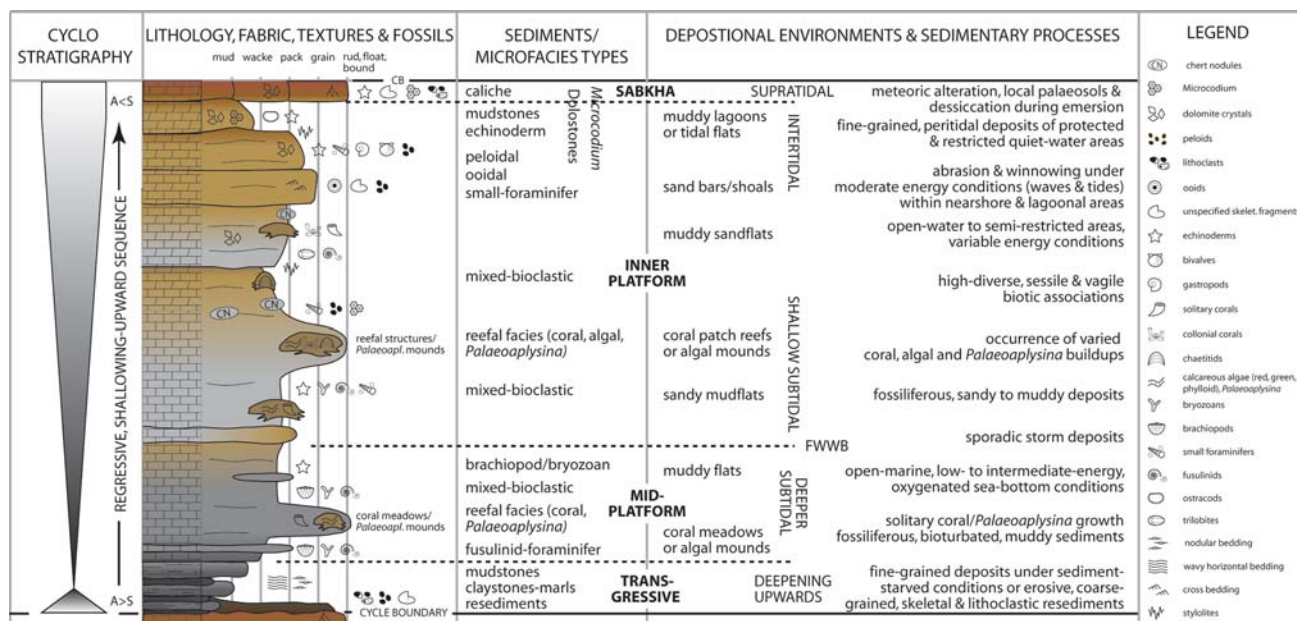 CYCLO
STRATIGRAPHY
LITHOLOGY, FABRIC, TEXTURES & FOSSILS
mud wacke pack grain rud, float,
bound
SEDIMENTS/
MICROFACIES TYPES
DEPOSTIONAL ENVIRONMENTS & SEDIMENTARY PROCESSES
LEGEND
A<S
REGRESSIVE, SHALLOWING-UPWARD SEQUENCE
A>S
CB
CN
CN
CN
reefal structures/
Palaeoapl. mounds
coral meadows/
Palaeoapl. mounds
CYCLE BOUNDARY
caliche
mudstones
echinoderm
peloidal
ooidal
small-foraminifer
Dolostones
Microcodium
mixed-bioclastic
reefal facies (coral, algal,
Palaeoaplysina)
mixed-bioclastic
brachiopod/bryozoan
mixed-bioclastic
reefal facies (coral,
Palaeoaplysina)
fusulinid-foraminifer
mudstones
claystones-marls
resediments
SABKHA
INNER
PLATFORM
MID-
PLATFORM
TRANS-
GRESSIVE
muddy lagoons
or tidal flats
sand bars/shoals
muddy sandflats
coral patch reefs
or algal mounds
sandy mudflats
muddy flats
coral meadows
or algal mounds
SUPRATIDAL
INTERTIDAL
SHALLOW SUBTIDAL
FWWB
DEEPER
SUBTIDAL
DEEPENING
UPWARDS
meteoric alteration, local palaeosols &
dessiccation during emersion
fine-grained, peritidal deposits of protected
& restricted quiet-water areas
abrasion & winnowing under
moderate energy conditions (waves & tides)
within nearshore & lagoonal areas
open-water to semi-restricted areas,
variable energy conditions
high-diverse, sessile & vagile
biotic associations
occurrence of varied
coral, algal and Palaeoaplysina buildups
fossiliferous, sandy to muddy deposits
sporadic storm deposits
open-marine, low- to intermediate-energy,
oxygenated sea-bottom conditions
solitary coral/Palaeoaplysina growth
fossiliferous, bioturbated, muddy sediments
fine-grained deposits under sediment-
starved conditions or erosive, coarse-
grained, skeletal & lithoclastic resediments
CN chert nodules
Microcodium
dolomite crystals
peloids
lithoclasts
ooids
unspecified skelet. fragments
echinoderms
bivalves
gastropods
solitary corals
collonial corals
chaetitids
calcareous algae (red, green,
phylloid), Palaeoaplysina
bryozoans
brachiopods
small foraminifers
fusulinids
ostracods
trilobites
nodular bedding
wavy horizontal bedding
cross bedding
stylolites